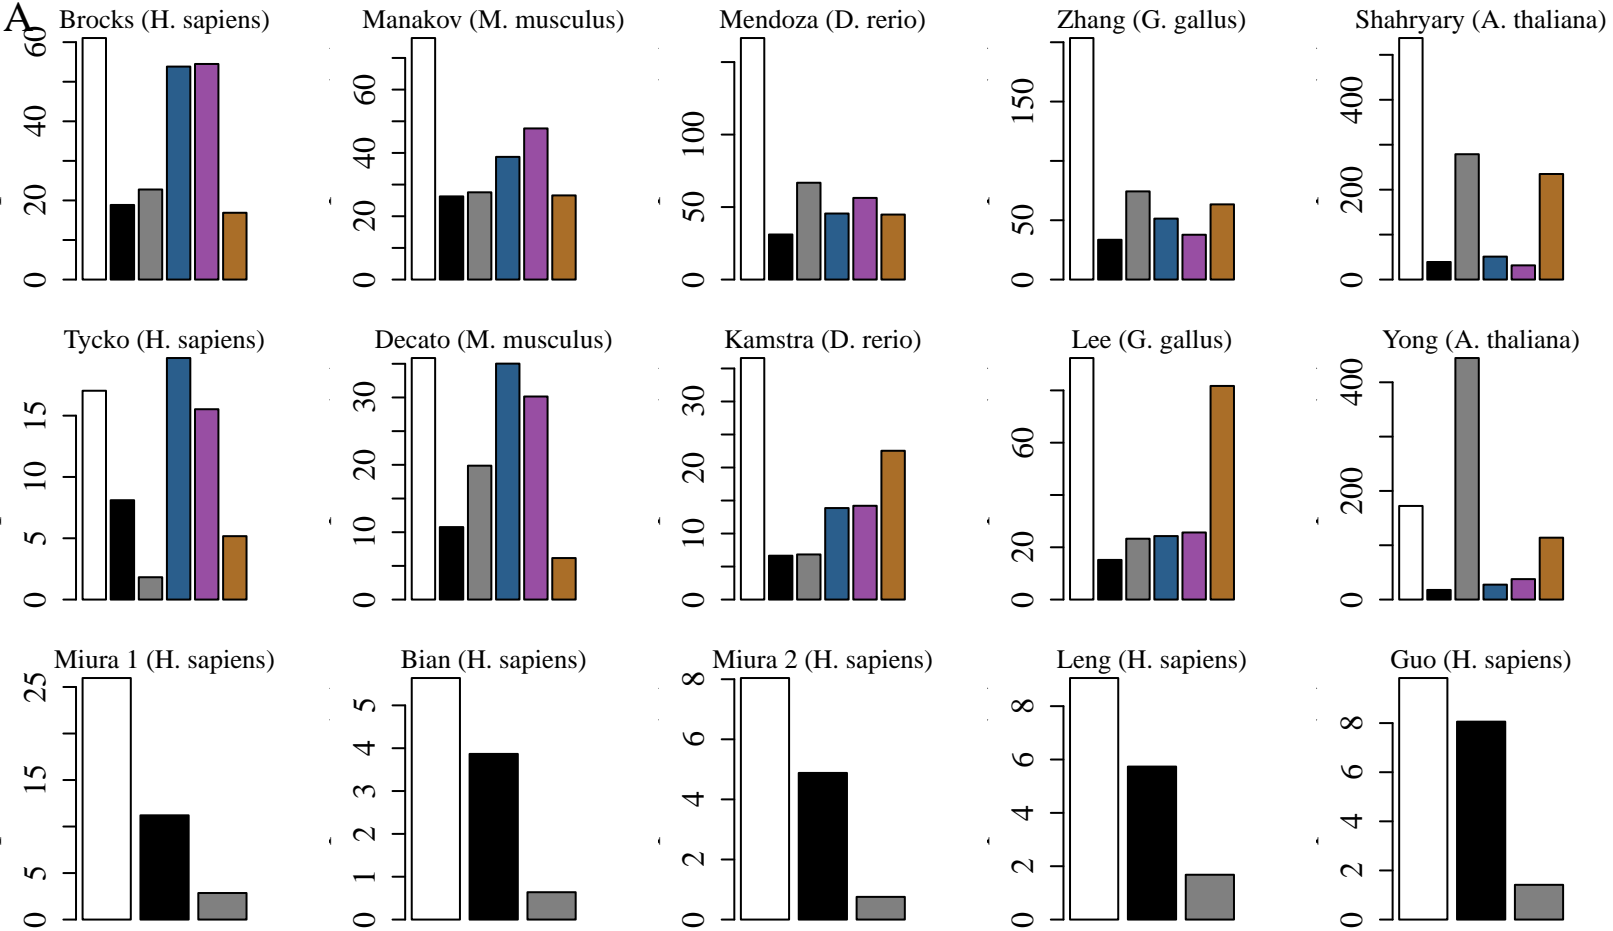 A
Brocks (H. sapiens) Manakov (M. musculus) Mendoza (D. rerio) Zhang (G. gallus) Shahryary (A. thaliana)
0 20 40 60
0 20 40 60
0 50 100
0 50 150
0 200 400
Tycko (H. sapiens) Decato (M. musculus) Kamstra (D. rerio) Lee (G. gallus) Yong (A. thaliana)
0 5 10 15
0 10 20 30
0 10 20 30
0 20 60
0 200 400
Miura 1 (H. sapiens) Bian (H. sapiens) Miura 2 (H. sapiens) Leng (H. sapiens) Guo (H. sapiens)
0 5 15 25
0 1 2 3 4 5
0 2 4 6 8
0 2 4 6 8
0 2 4 6 8